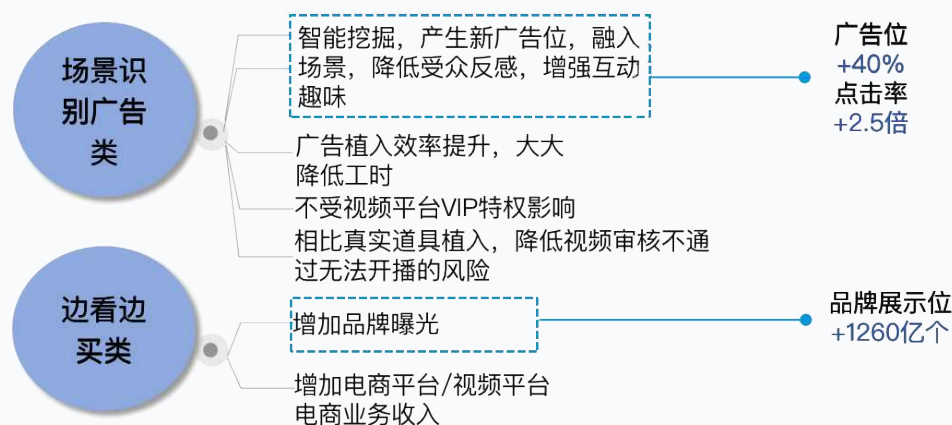 场景识
别广告
类
智能挖掘，产生新广告位，融入
场景，降低受众反感，增强互动
趣味
广告位
+40%
点击率
+2.5倍
广告植入效率提升，大大
降低工时
不受视频平台VIP特权影响
相比真实道具植入，降低视频审核不通
过无法开播的风险
边看边
买类
增加品牌曝光
品牌展示位
+1260亿个
增加电商平台/视频平台
电商业务收入